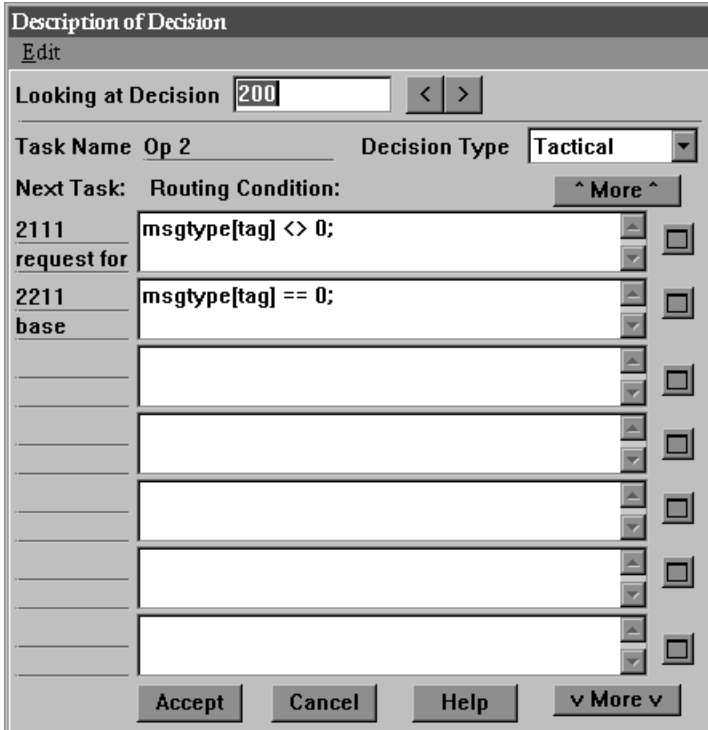 Description of Decision
Edit
Looking at Decision 200 < >
Task Name Op 2 Decision Type Tactical
Next Task: Routing Condition: ^ More ^
2111 msgtype[tag] <> 0;
request for
2211 msgtype[tag] == 0;
base
Accept Cancel Help v More v